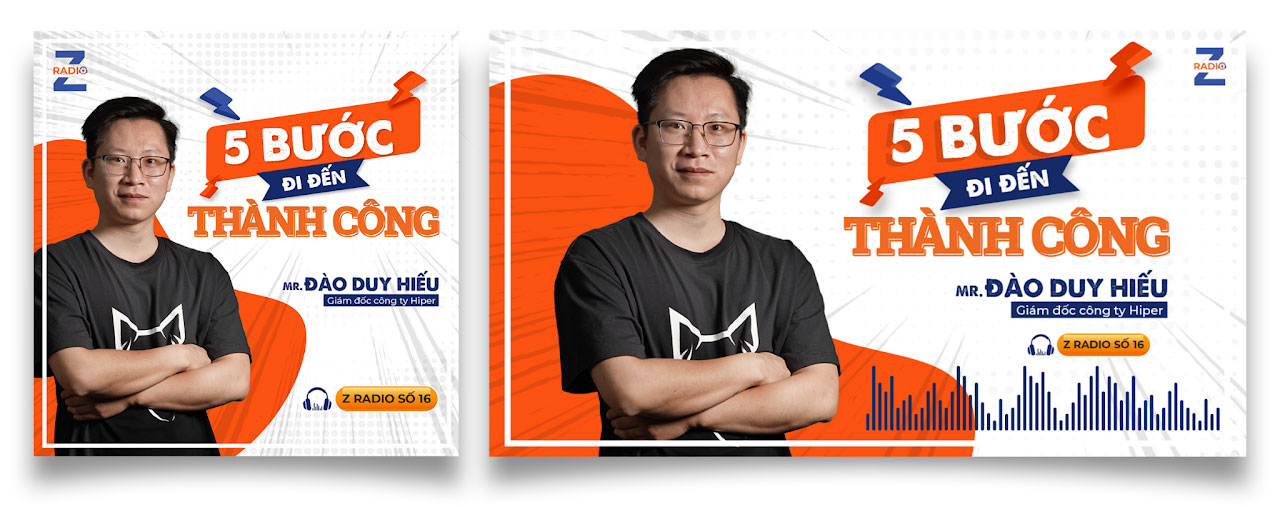 Z
RADIO
5 BƯỚC
ĐI ĐẾN
THÀNH CÔNG
MR. ĐÀO DUY HIẾU
Giám đốc công ty Hiper
Z RADIO SỐ 16
Z
RADIO
5 BƯỚC
ĐI ĐẾN
THÀNH CÔNG
MR. ĐÀO DUY HIẾU
Giám đốc công ty Hiper
Z RADIO SỐ 16